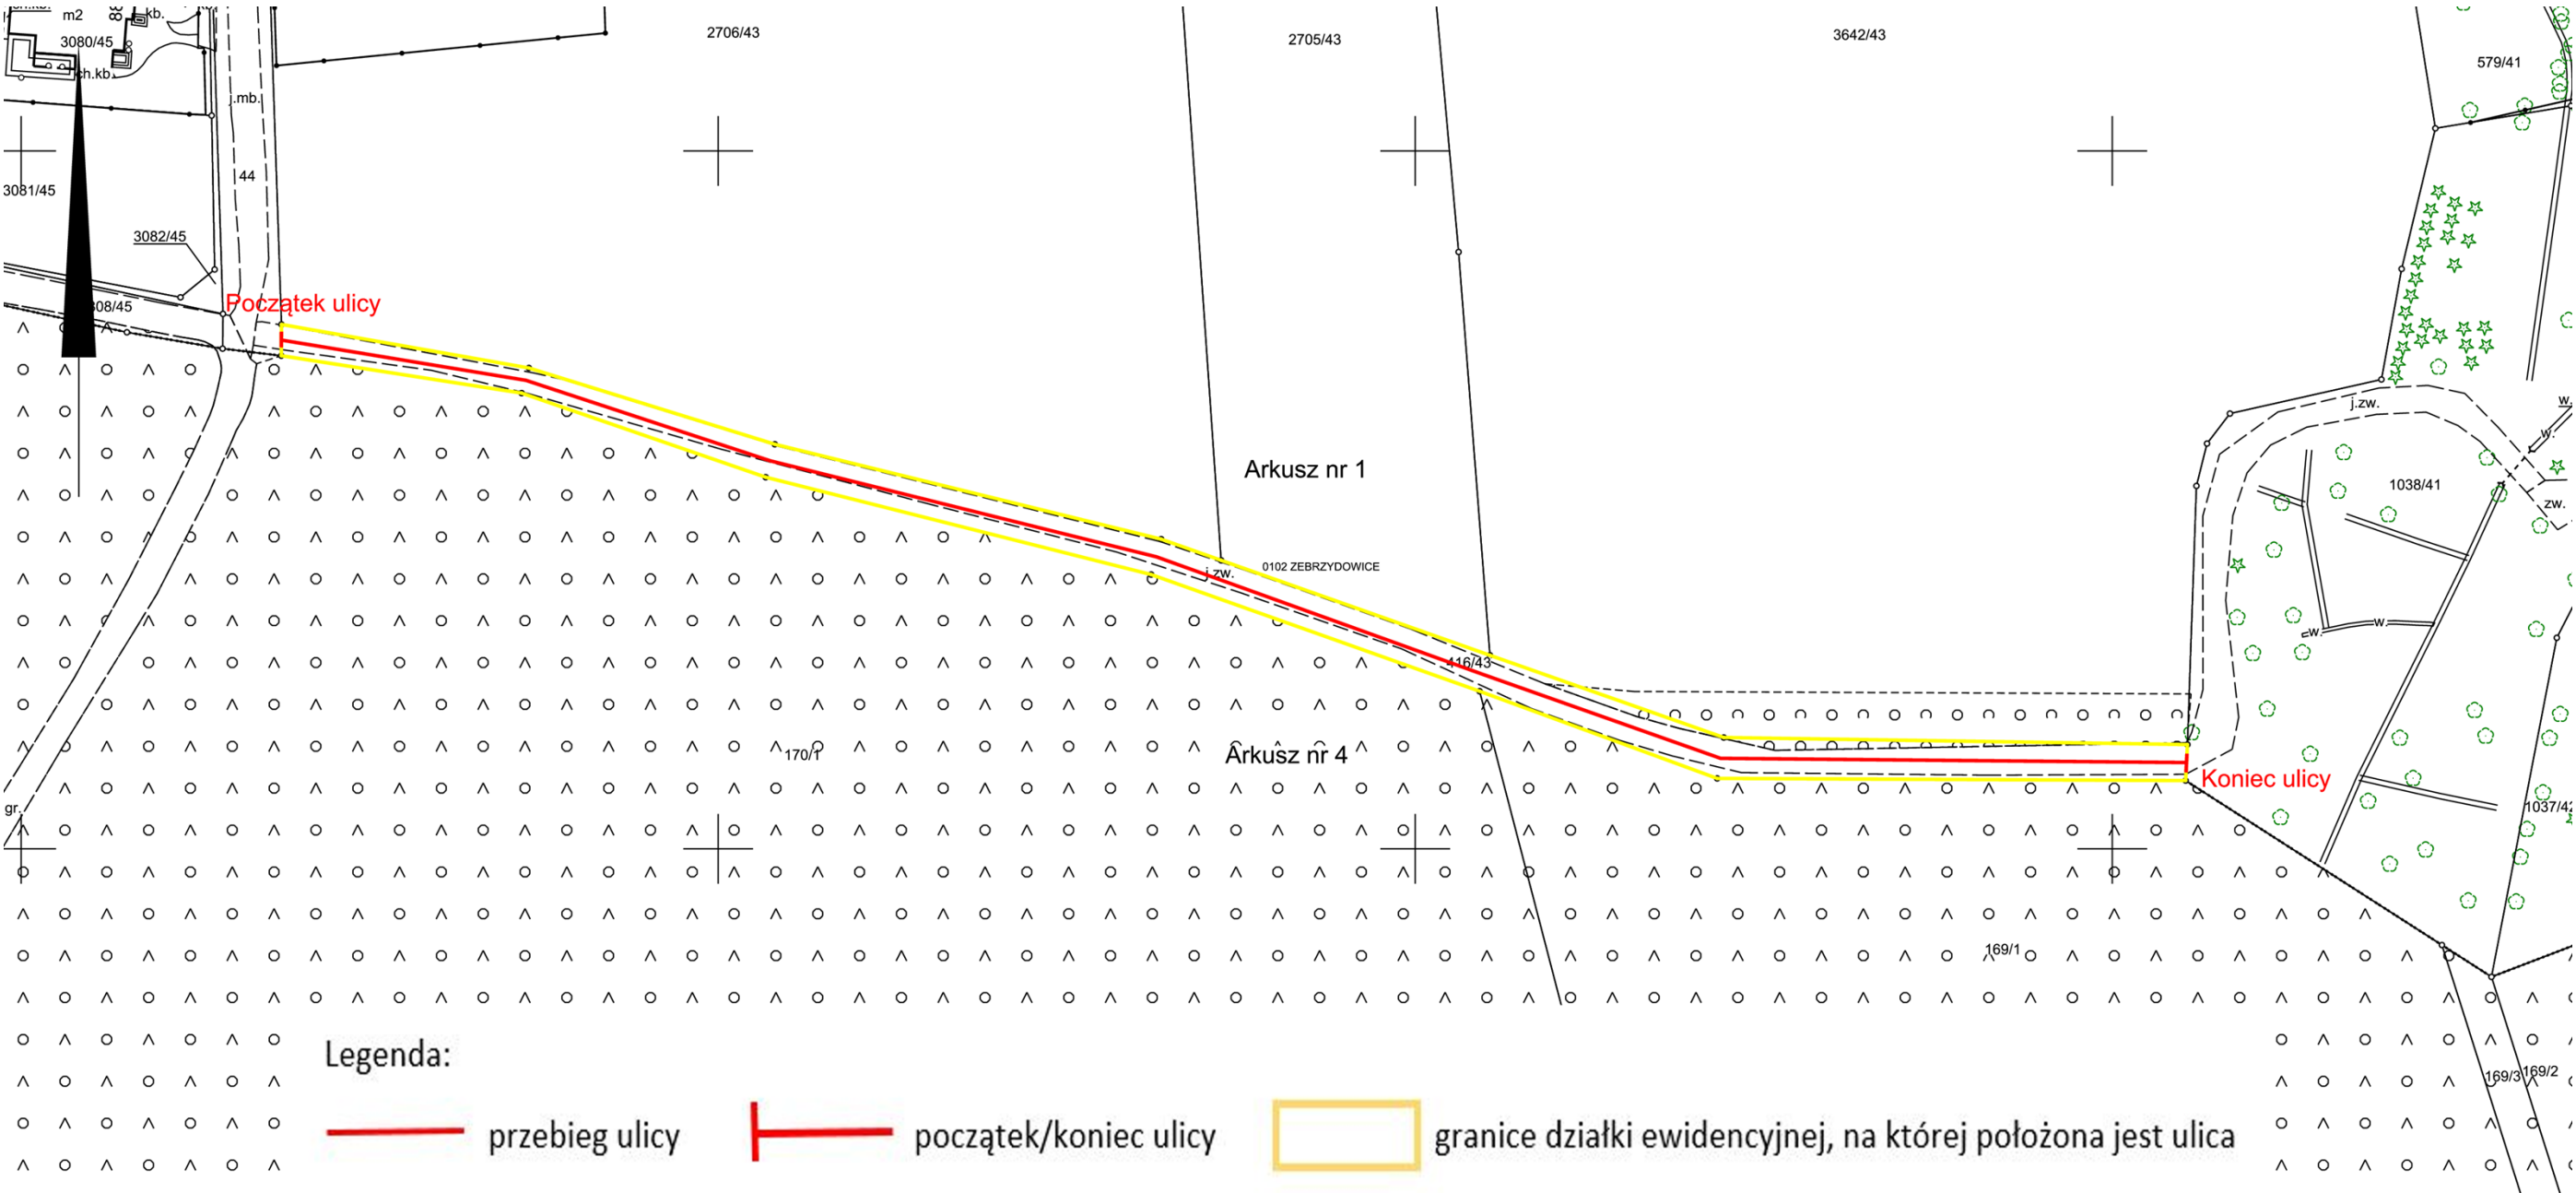 m2
kb.
3080/45
ch.kb.
2706/43
2705/43
3642/43
579/41
j.mb.
44
3081/45
3082/45
Początek ulicy
308/45
j.zw.
w.
w.
Arkusz nr 1
1038/41
zw.
0102 ZEBRZYDOWICE
j.zw.
w.
w.
416/43
170/1
Arkusz nr 4
Koniec ulicy
gr.
1037/42
169/1
169/3
169/2
Legenda:
przebieg ulicy
początek/koniec ulicy
granice działki ewidencyjnej, na której położona jest ulica